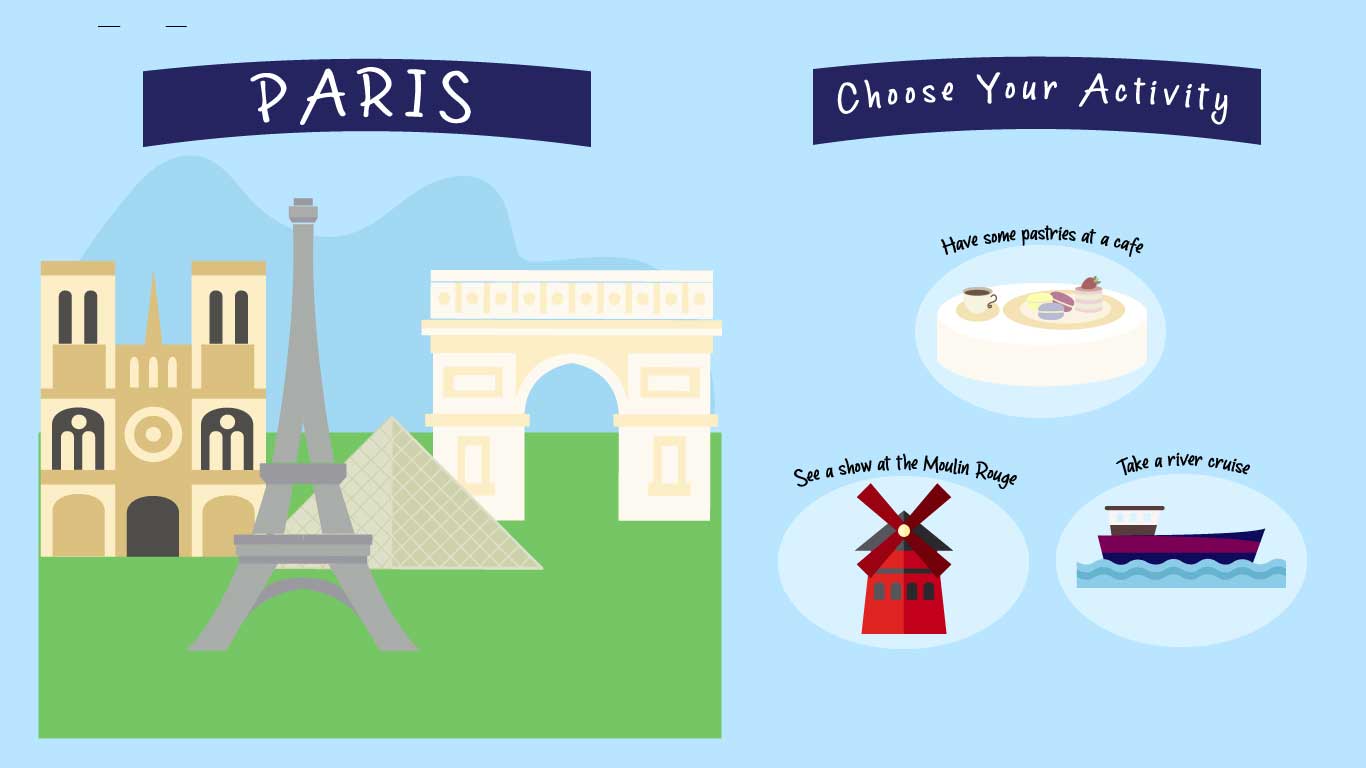 PARIS
Choose Your Activity
Have some pastries at a cafe
See a show at the Moulin Rouge
Take a river cruise